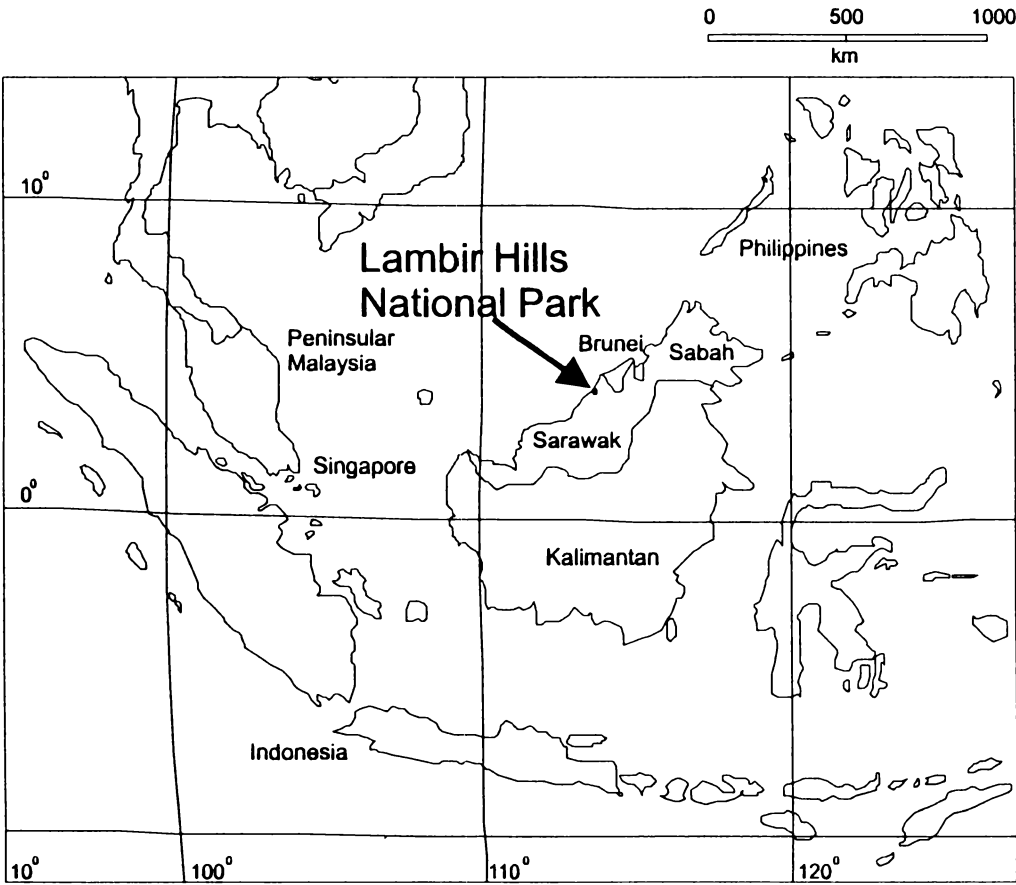 0 500 1000
km
10°
Lambir Hills
National Park
Philippines
Peninsular
Malaysia
Brunei
Sabah
Sarawak
Singapore
0°
Kalimantan
Indonesia
10° 100° 110° 120°